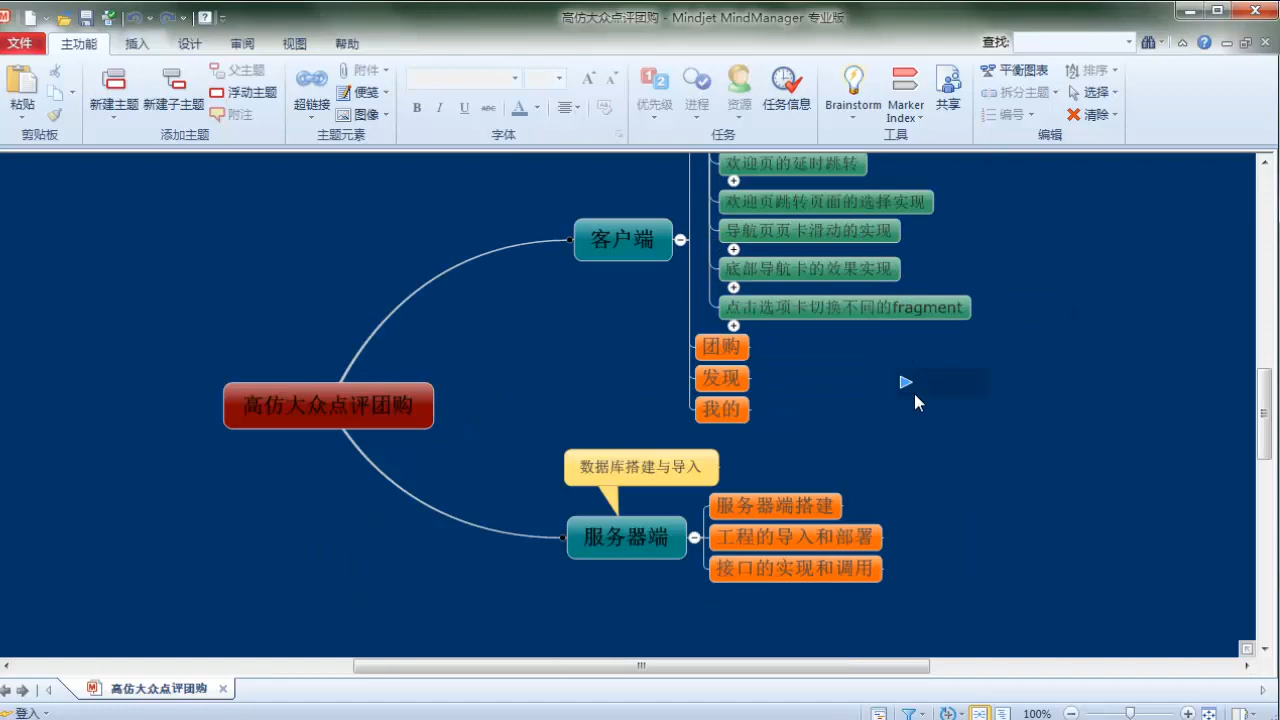 高仿大众点评团购 - Mindjet MindManager 专业版
文件 主功能 插入 设计 审阅 视图 帮助 查找:
粘贴
剪贴板
新建主题 新建子主题 父主题 浮动主题 附注
添加主题
超链接 附件 便笺 图像
主题元素
B I U abc A
字体
优先级 进程 资源 任务信息
任务
Brainstorm Marker Index 共享
工具
平衡图表 排序
拆分主题 选择
编号 清除
编辑
欢迎页的延时跳转
欢迎页跳转页面的选择实现
导航页页卡滑动的实现
底部导航卡的效果实现
点击选项卡切换不同的fragment
客户端
团购
发现
我的
高仿大众点评团购
数据库搭建与导入
服务器端
服务器端搭建
工程的导入和部署
接口的实现和调用
高仿大众点评团购
登入 100%